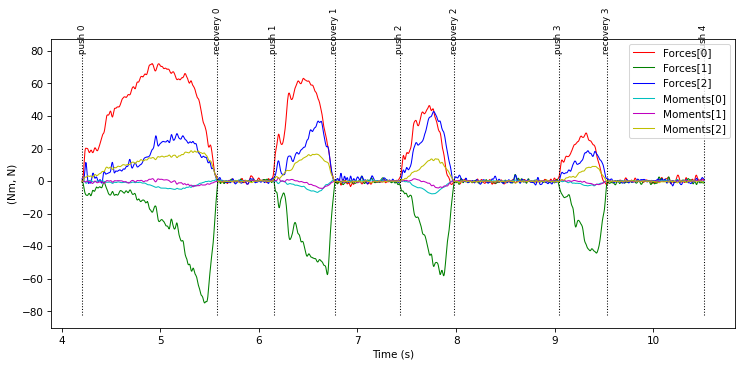 push 0
recovery 0
push 1
recovery 1
push 2
recovery 2
push 3
recovery 3
sh 4
80
60
40
20
0
−20
−40
−60
−80
(Nm, N)
Forces[0]
Forces[1]
Forces[2]
Moments[0]
Moments[1]
Moments[2]
4
5
6
7
8
9
10
Time (s)